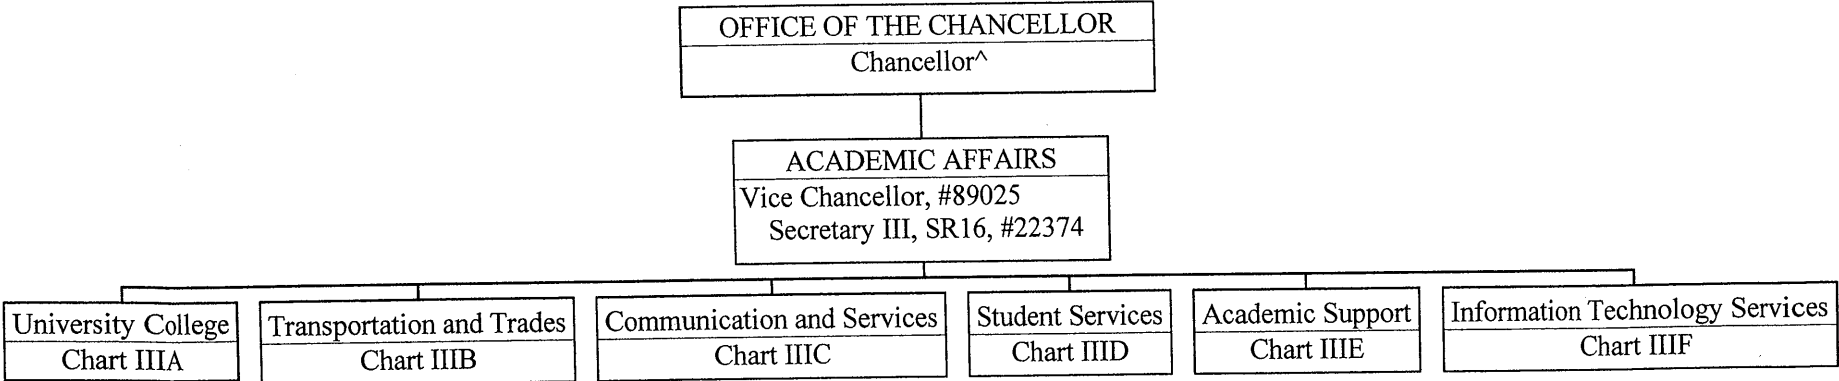 OFFICE OF THE CHANCELLOR
Chancellor^
ACADEMIC AFFAIRS
Vice Chancellor, #89025
Secretary III, SR16, #22374
University College
Chart IIIA
Transportation and Trades
Chart IIIB
Communication and Services
Chart IIIC
Student Services
Chart IIID
Academic Support
Chart IIIE
Information Technology Services
Chart IIIF